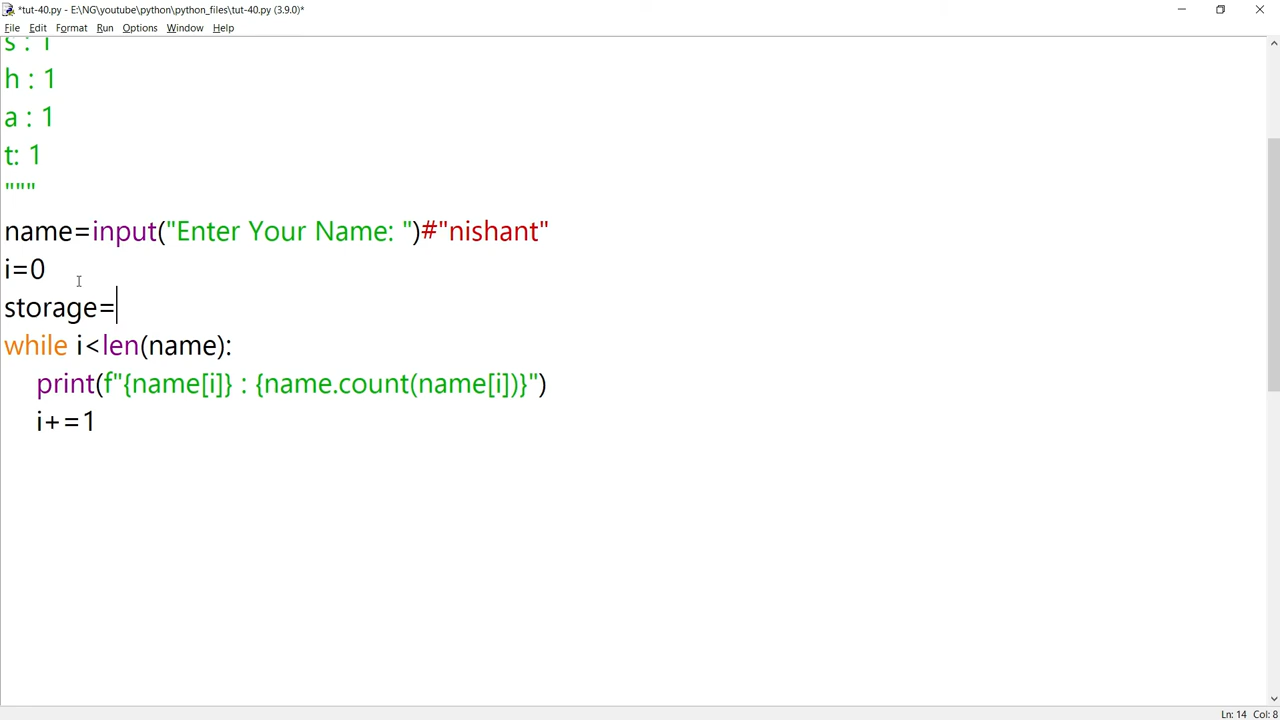 *tut-40.py - E:\NG\youtube\python\python_files\tut-40.py (3.9.0)*
File Edit Format Run Options Window Help
s : 1
h : 1
a : 1
t: 1
"""
name=input("Enter Your Name: ")#"nishant"
i=0
storage=
while i<len(name):
    print(f"{name[i]} : {name.count(name[i])}")
    i+=1
Ln: 14 Col: 8